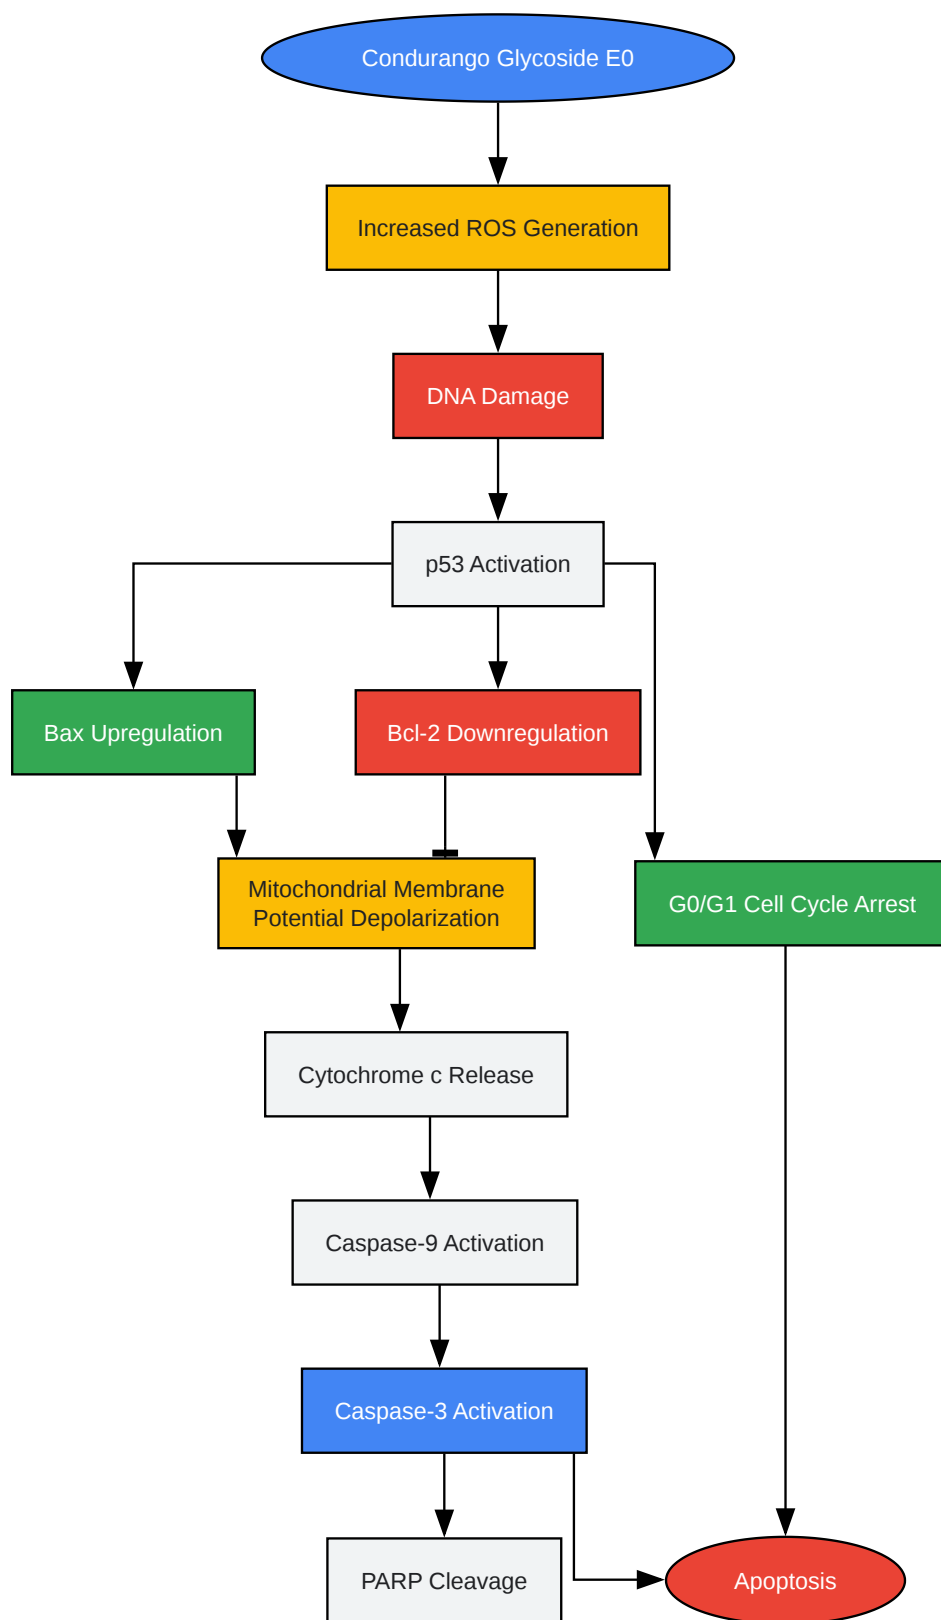 Condurango Glycoside E0
Increased ROS Generation
DNA Damage
p53 Activation
Bax Upregulation
Bcl-2 Downregulation
Mitochondrial Membrane
Potential Depolarization
G0/G1 Cell Cycle Arrest
Cytochrome c Release
Caspase-9 Activation
Caspase-3 Activation
PARP Cleavage
Apoptosis